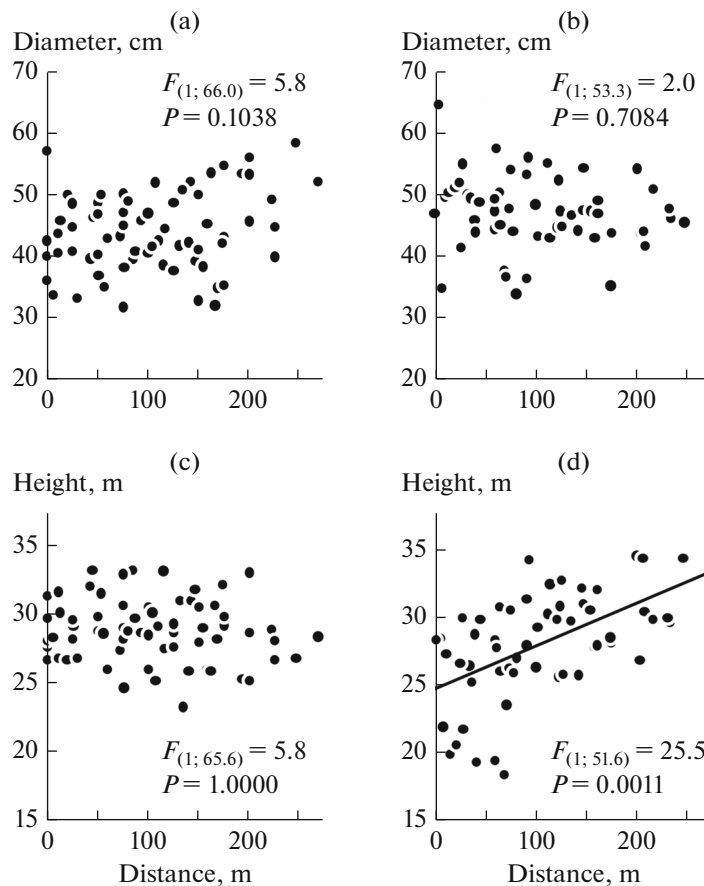 (a)
Diameter, cm
70
60
50
40
30
20
0
100
200
F(1; 66.0) = 5.8
P = 0.1038
(b)
Diameter, cm
70
60
50
40
30
20
0
100
200
F(1; 53.3) = 2.0
P = 0.7084
(c)
Height, m
35
30
25
20
15
0
100
200
F(1; 65.6) = 5.8
P = 1.0000
Distance, m
(d)
Height, m
35
30
25
20
15
0
100
200
F(1; 51.6) = 25.5
P = 0.0011
Distance, m